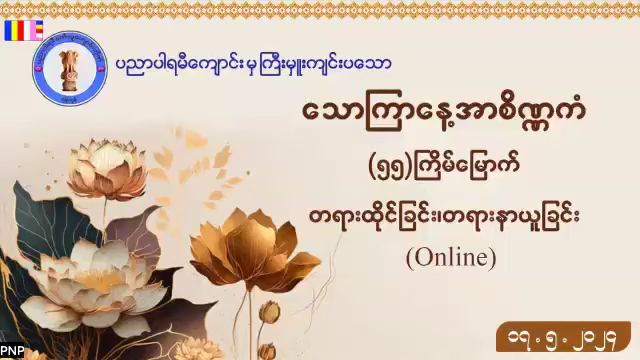 ပညာပါရမီကျောင်း မှ ကြီးမှူးကျင်းပသော
သောကြာနေ့အာစိဏ္ဏကံ
(၅၅)ကြိမ်မြောက်
တရားထိုင်ခြင်း၊တရားနာယူခြင်း
(Online)
၁၇.၅.၂၀၂၄
PNP